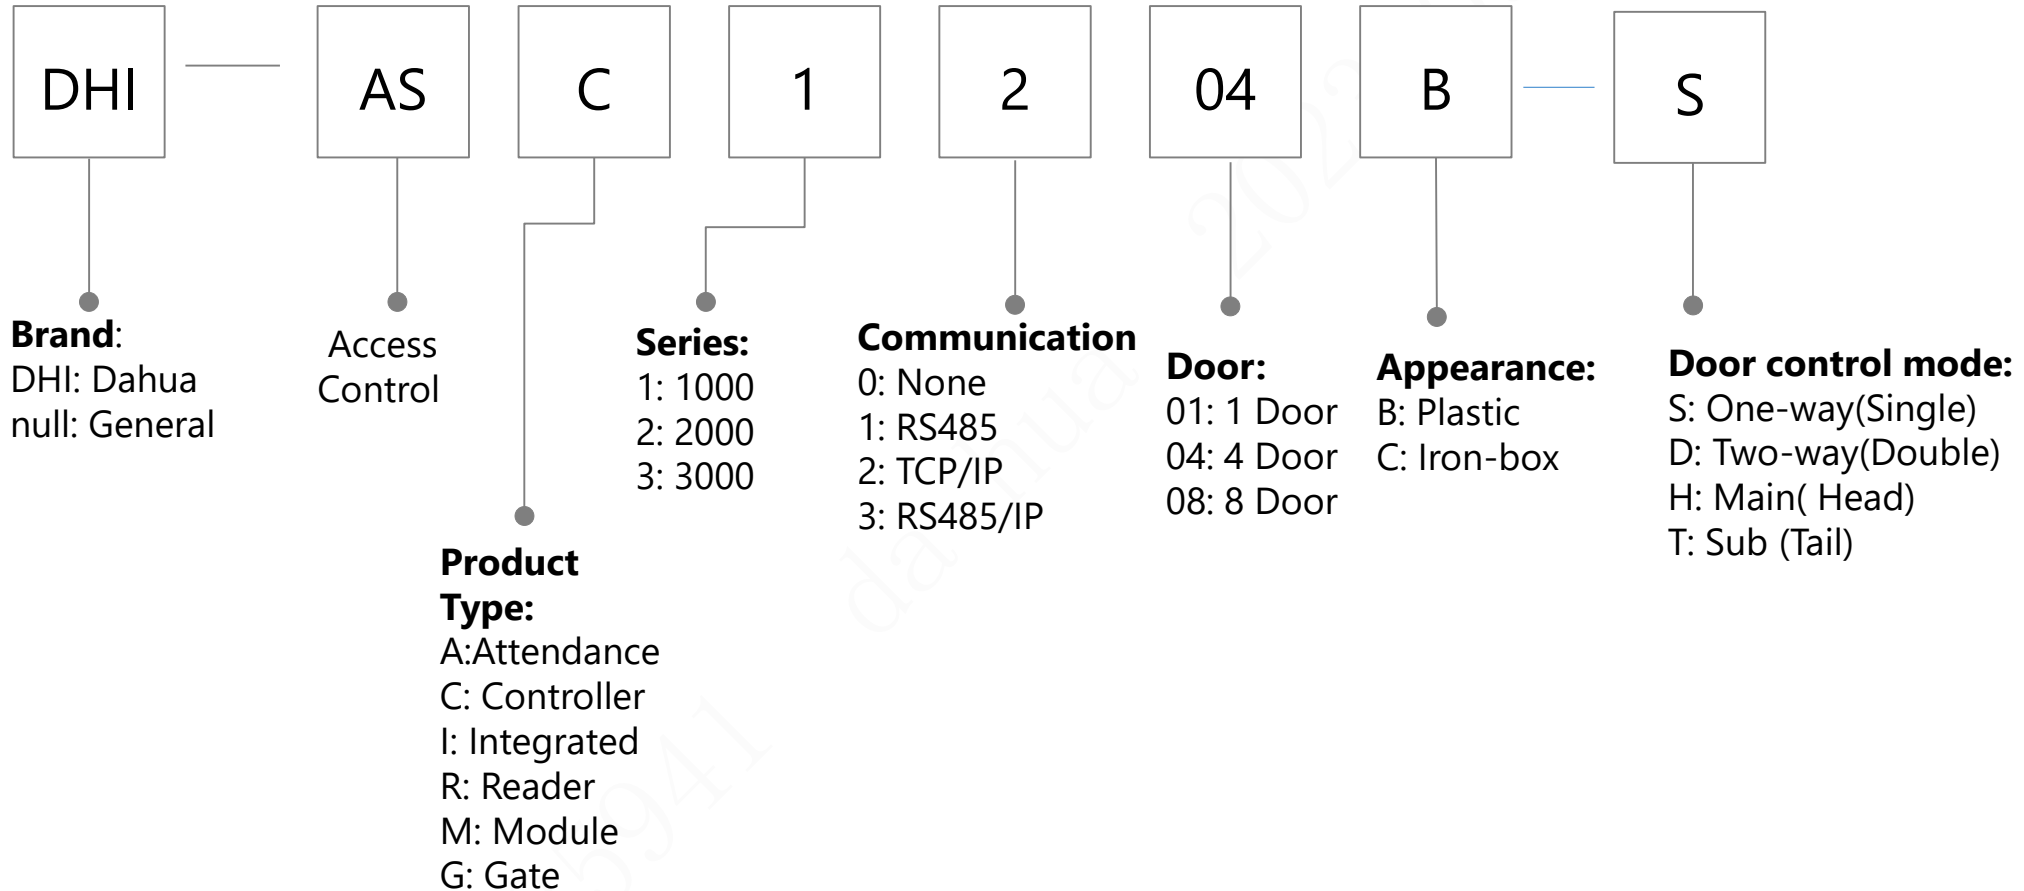 DHI
AS
C
1
2
04
B
S
Brand:
DHI: Dahua
null: General
Access
Control
Product
Type:
A:Attendance
C: Controller
I: Integrated
R: Reader
M: Module
G: Gate
Series:
1: 1000
2: 2000
3: 3000
Communication
0: None
1: RS485
2: TCP/IP
3: RS485/IP
Door:
01: 1 Door
04: 4 Door
08: 8 Door
Appearance:
B: Plastic
C: Iron-box
Door control mode:
S: One-way(Single)
D: Two-way(Double)
H: Main( Head)
T: Sub (Tail)